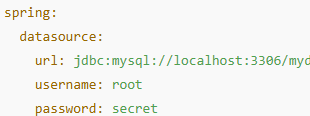 spring:
  datasource:
    url: jdbc:mysql://localhost:3306/myd
    username: root
    password: secret